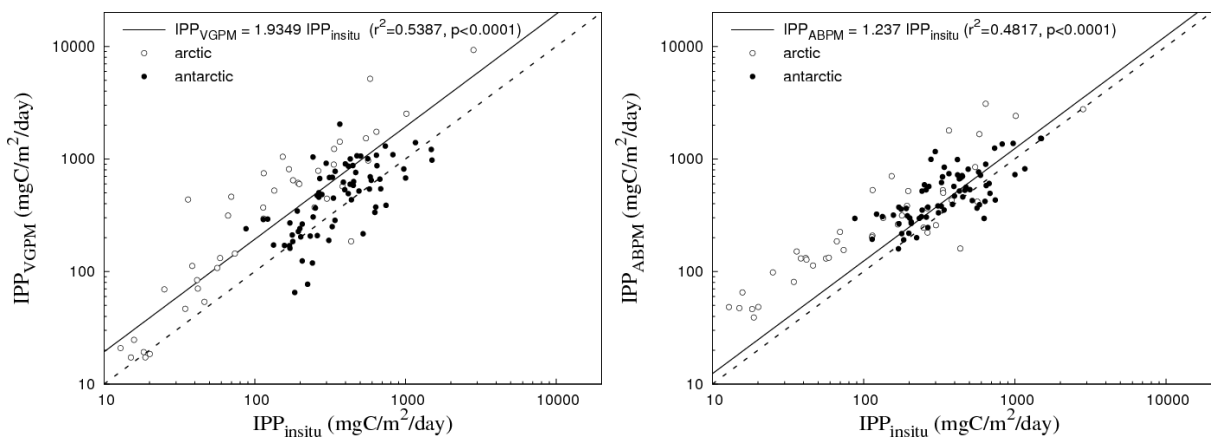 IPP_VGPM = 1.9349 IPP_insitu (r²=0.5387, p<0.0001)
arctic
antarctic
10000
1000
100
10
IPP_VGPM (mgC/m²/day)
10 100 1000 10000
IPP_insitu (mgC/m²/day)
IPP_ABPM = 1.237 IPP_insitu (r²=0.4817, p<0.0001)
arctic
antarctic
10000
1000
100
10
IPP_ABPM (mgC/m²/day)
10 100 1000 10000
IPP_insitu (mgC/m²/day)